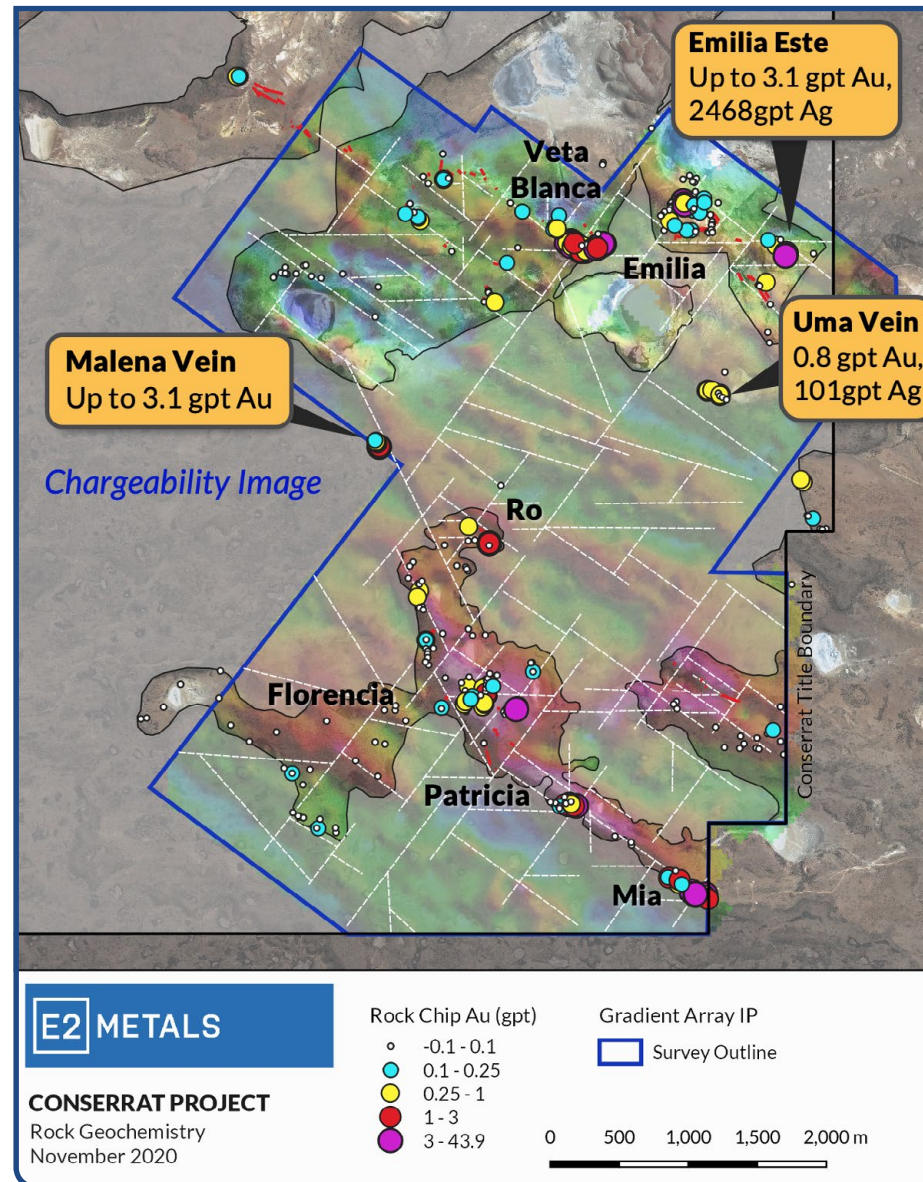 Emilia Este
Up to 3.1 gpt Au,
2468gpt Ag
Veta
Blanca
Emilia
Uma Vein
0.8 gpt Au,
101gpt Ag
Malena Vein
Up to 3.1 gpt Au
Chargeability Image
Ro
Conserrat Title Boundary
Florencia
Patricia
Mia
E2 METALS
CONSERRAT PROJECT
Rock Geochemistry
November 2020
Rock Chip Au (gpt)
-0.1 - 0.1
0.1 - 0.25
0.25 - 1
1 - 3
3 - 43.9
Gradient Array IP
Survey Outline
0 500 1,000 1,500 2,000 m